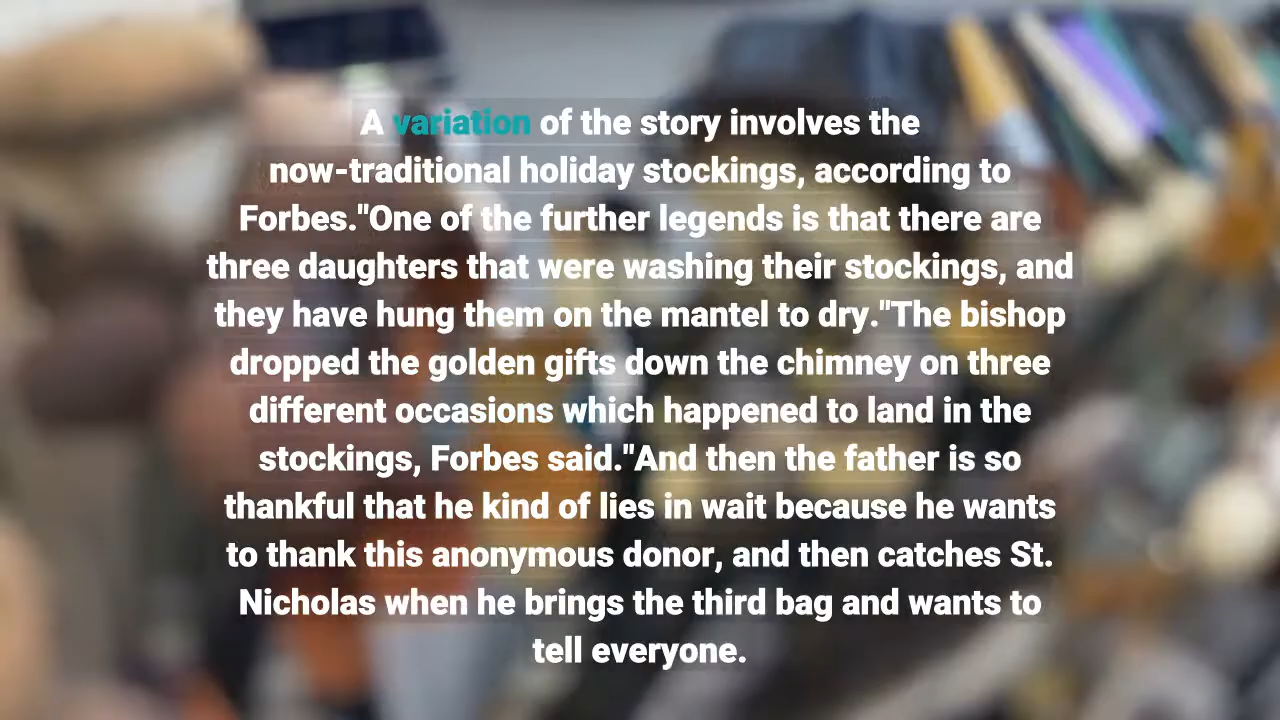 A variation of the story involves the
now-traditional holiday stockings, according to
Forbes."One of the further legends is that there are
three daughters that were washing their stockings, and
they have hung them on the mantel to dry."The bishop
dropped the golden gifts down the chimney on three
different occasions which happened to land in the
stockings, Forbes said."And then the father is so
thankful that he kind of lies in wait because he wants
to thank this anonymous donor, and then catches St.
Nicholas when he brings the third bag and wants to
tell everyone.